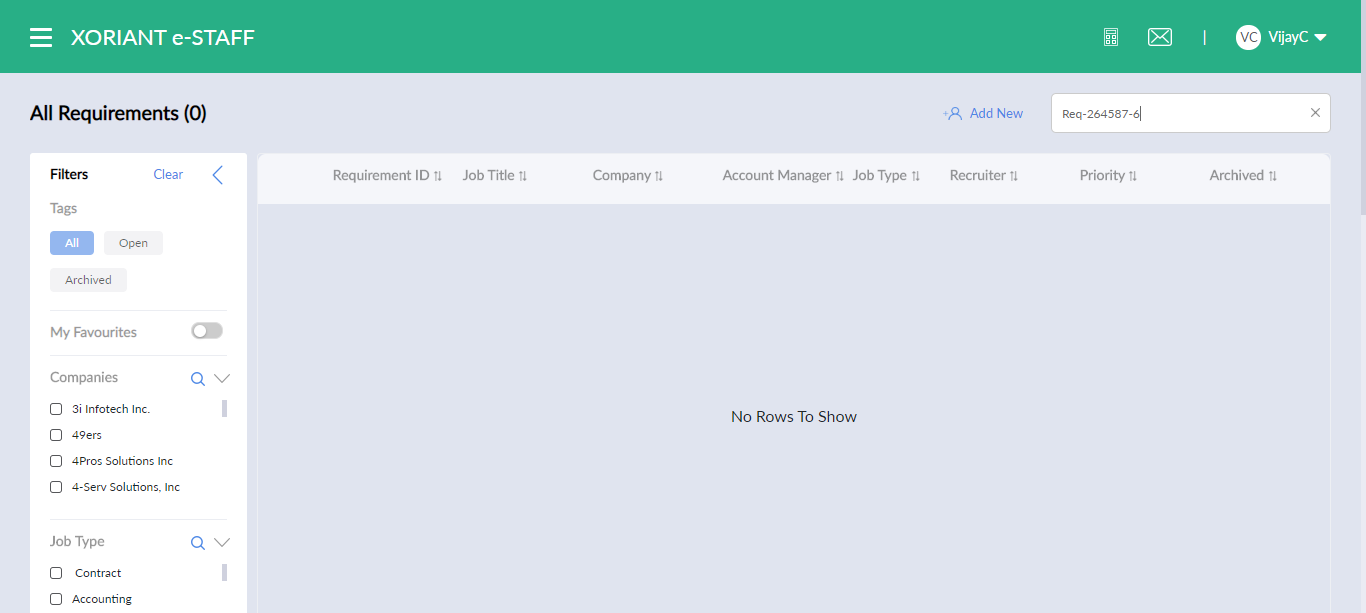 XORIANT e-STAFF
VC VijayC
All Requirements (0)
Add New
Req-264587-6
Filters Clear
Requirement ID Job Title Company Account Manager Job Type Recruiter Priority Archived
Tags
All Open
Archived
My Favourites
Companies
3i Infotech Inc.
49ers
4Pros Solutions Inc
4-Serv Solutions, Inc
No Rows To Show
Job Type
Contract
Accounting